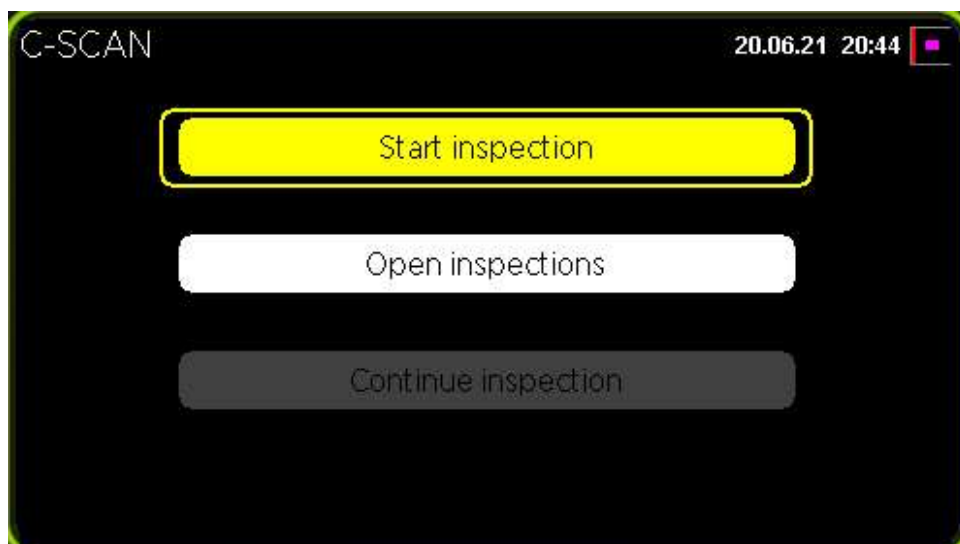 C-SCAN
20.06.21 20:44
Start inspection
Open inspections
Continue inspection